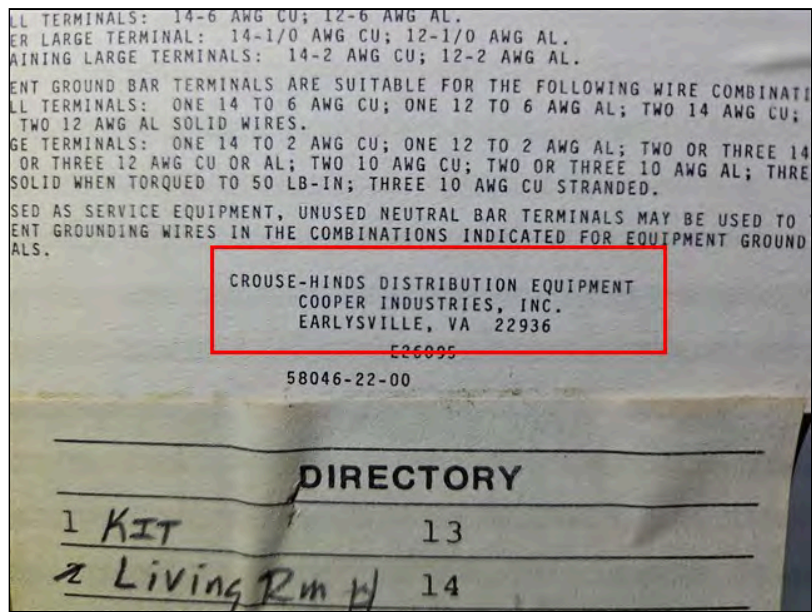 LL TERMINALS: 14-6 AWG CU; 12-6 AWG AL.
ER LARGE TERMINAL: 14-1/0 AWG CU; 12-1/0 AWG AL.
AINING LARGE TERMINALS: 14-2 AWG CU; 12-2 AWG AL.
ENT GROUND BAR TERMINALS ARE SUITABLE FOR THE FOLLOWING WIRE COMBINATI
LL TERMINALS: ONE 14 TO 6 AWG CU; ONE 12 TO 6 AWG AL; TWO 14 AWG CU;
TWO 12 AWG AL SOLID WIRES.
GE TERMINALS: ONE 14 TO 2 AWG CU; ONE 12 TO 2 AWG AL; TWO OR THREE 14
OR THREE 12 AWG CU OR AL; TWO 10 AWG CU; TWO OR THREE 10 AWG AL; THRE
SOLID WHEN TORQUED TO 50 LB-IN; THREE 10 AWG CU STRANDED.
SED AS SERVICE EQUIPMENT, UNUSED NEUTRAL BAR TERMINALS MAY BE USED TO
ENT GROUNDING WIRES IN THE COMBINATIONS INDICATED FOR EQUIPMENT GROUND
ALS.
CROUSE-HINDS DISTRIBUTION EQUIPMENT
COOPER INDUSTRIES, INC.
EARLYSVILLE, VA 22936
58046-22-00
DIRECTORY
1 KIT 13
2 Living Rm 14